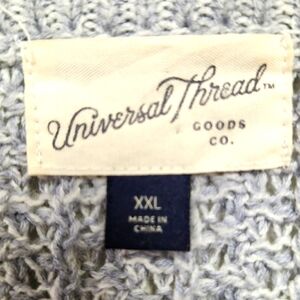 Universal Thread™
GOODS
CO.
XXL
MADE IN
CHINA